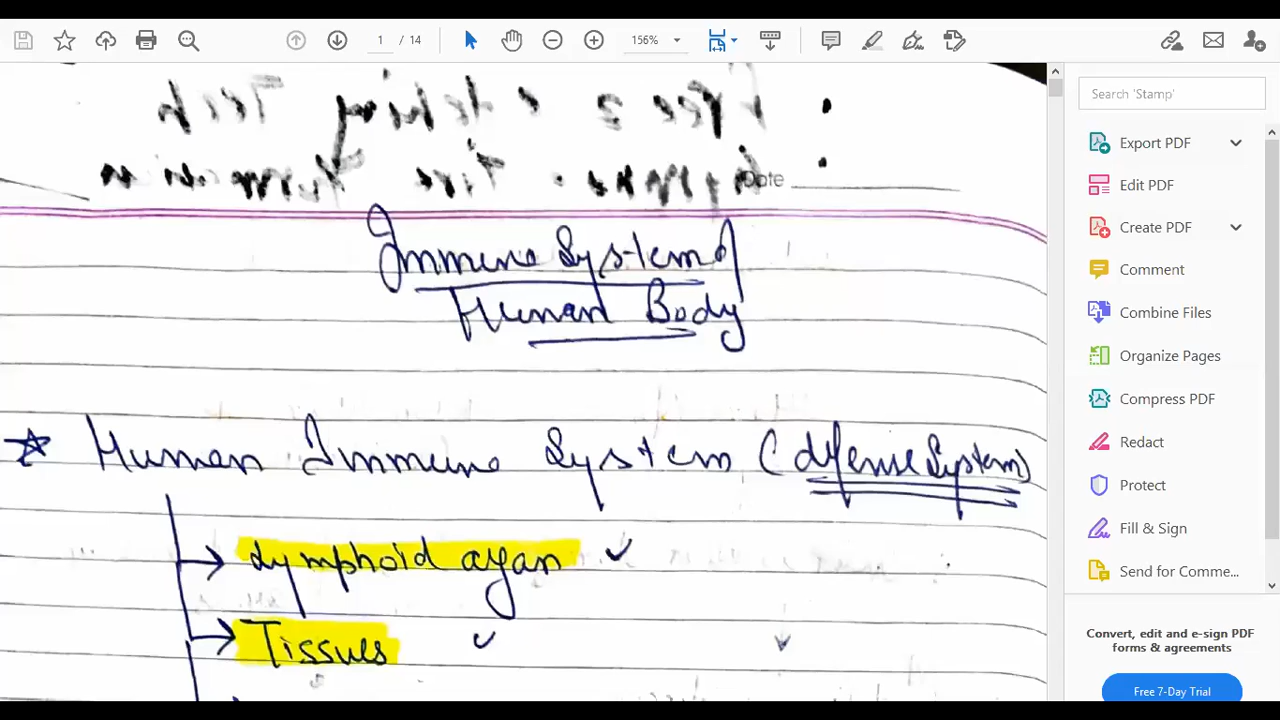 1 / 14
156%
Search 'Stamp'
Export PDF
Edit PDF
Create PDF
Comment
Combine Files
Organize Pages
Compress PDF
Redact
Protect
Fill & Sign
Send for Comme...
Convert, edit and e-sign PDF
forms & agreements
Free 7-Day Trial
Date
Immune System of
Human Body
Human Immune System (defense System)
Lymphoid organ
Tissues